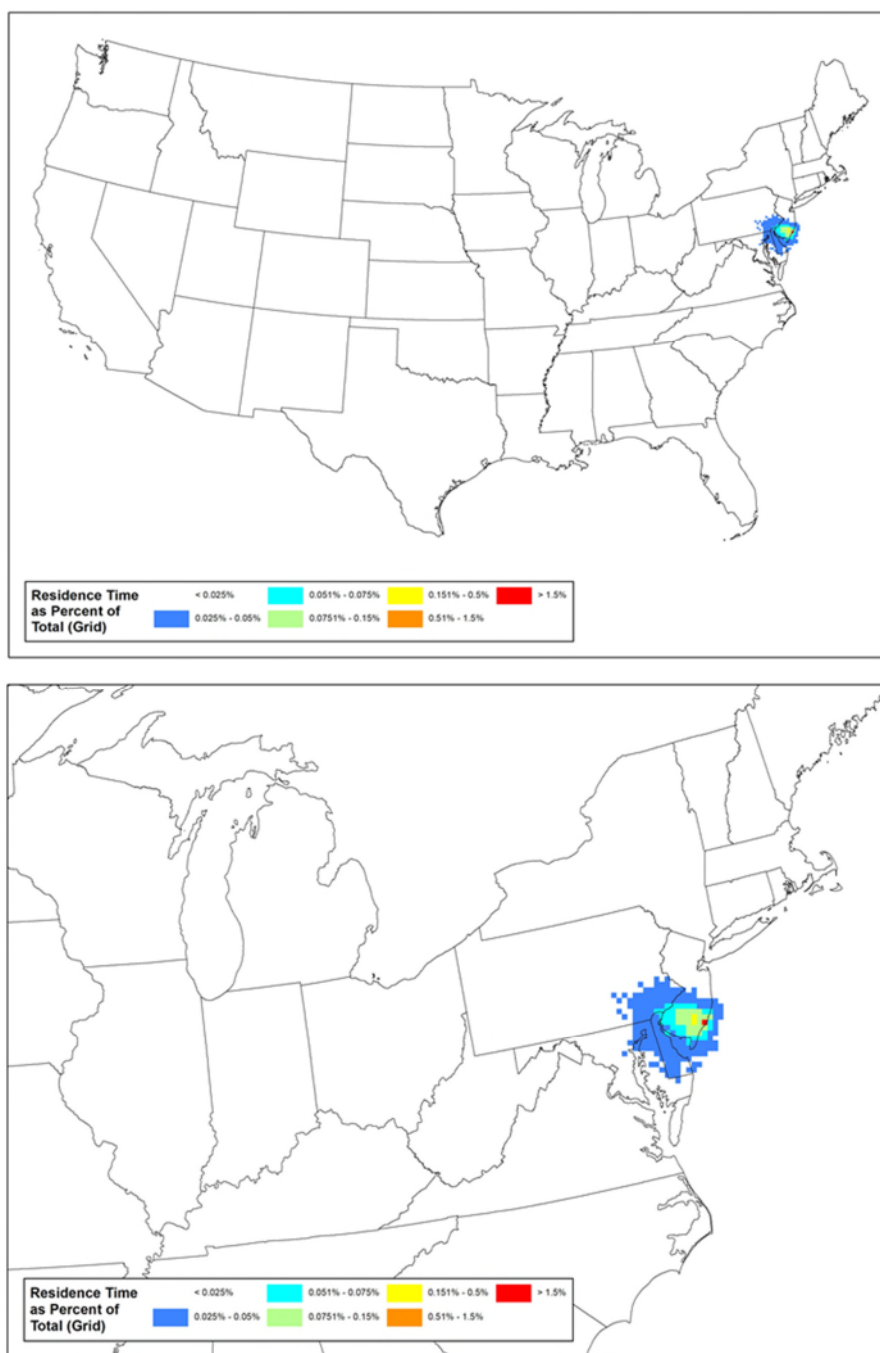 Residence Time
as Percent of
Total (Grid)
< 0.025%
0.051% - 0.075%
0.151% - 0.5%
> 1.5%
0.025% - 0.05%
0.0751% - 0.15%
0.51% - 1.5%
Residence Time
as Percent of
Total (Grid)
< 0.025%
0.051% - 0.075%
0.151% - 0.5%
> 1.5%
0.025% - 0.05%
0.0751% - 0.15%
0.51% - 1.5%